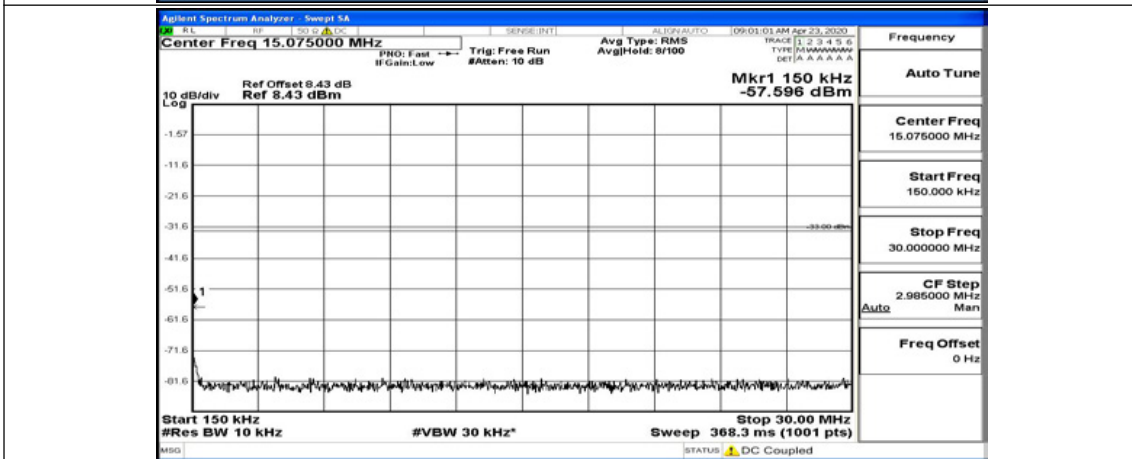 Agilent Spectrum Analyzer - Swept SA
RL RF 50 Ω DC SENSE:INT ALIGNAUTO 09:01:01 AM Apr 23, 2020
Center Freq 15.075000 MHz
PNO: Fast
IFGain:Low
Trig: Free Run
#Atten: 10 dB
Avg Type: RMS
Avg|Hold: 8/100
TRACE 1 2 3 4 5 6
TYPE MWWWWW
DET A A A A A A
Ref Offset 8.43 dB
10 dB/div Ref 8.43 dBm
Log
Mkr1 150 kHz
-57.596 dBm
-1.57
-11.6
-21.6
-31.6
-33.00 dBm
-41.6
-51.6
1
-61.6
-71.6
-81.6
Start 150 kHz
Stop 30.00 MHz
#Res BW 10 kHz
#VBW 30 kHz*
Sweep 368.3 ms (1001 pts)
MSG
STATUS DC Coupled
Frequency
Auto Tune
Center Freq
15.075000 MHz
Start Freq
150.000 kHz
Stop Freq
30.000000 MHz
CF Step
2.985000 MHz
Auto Man
Freq Offset
0 Hz